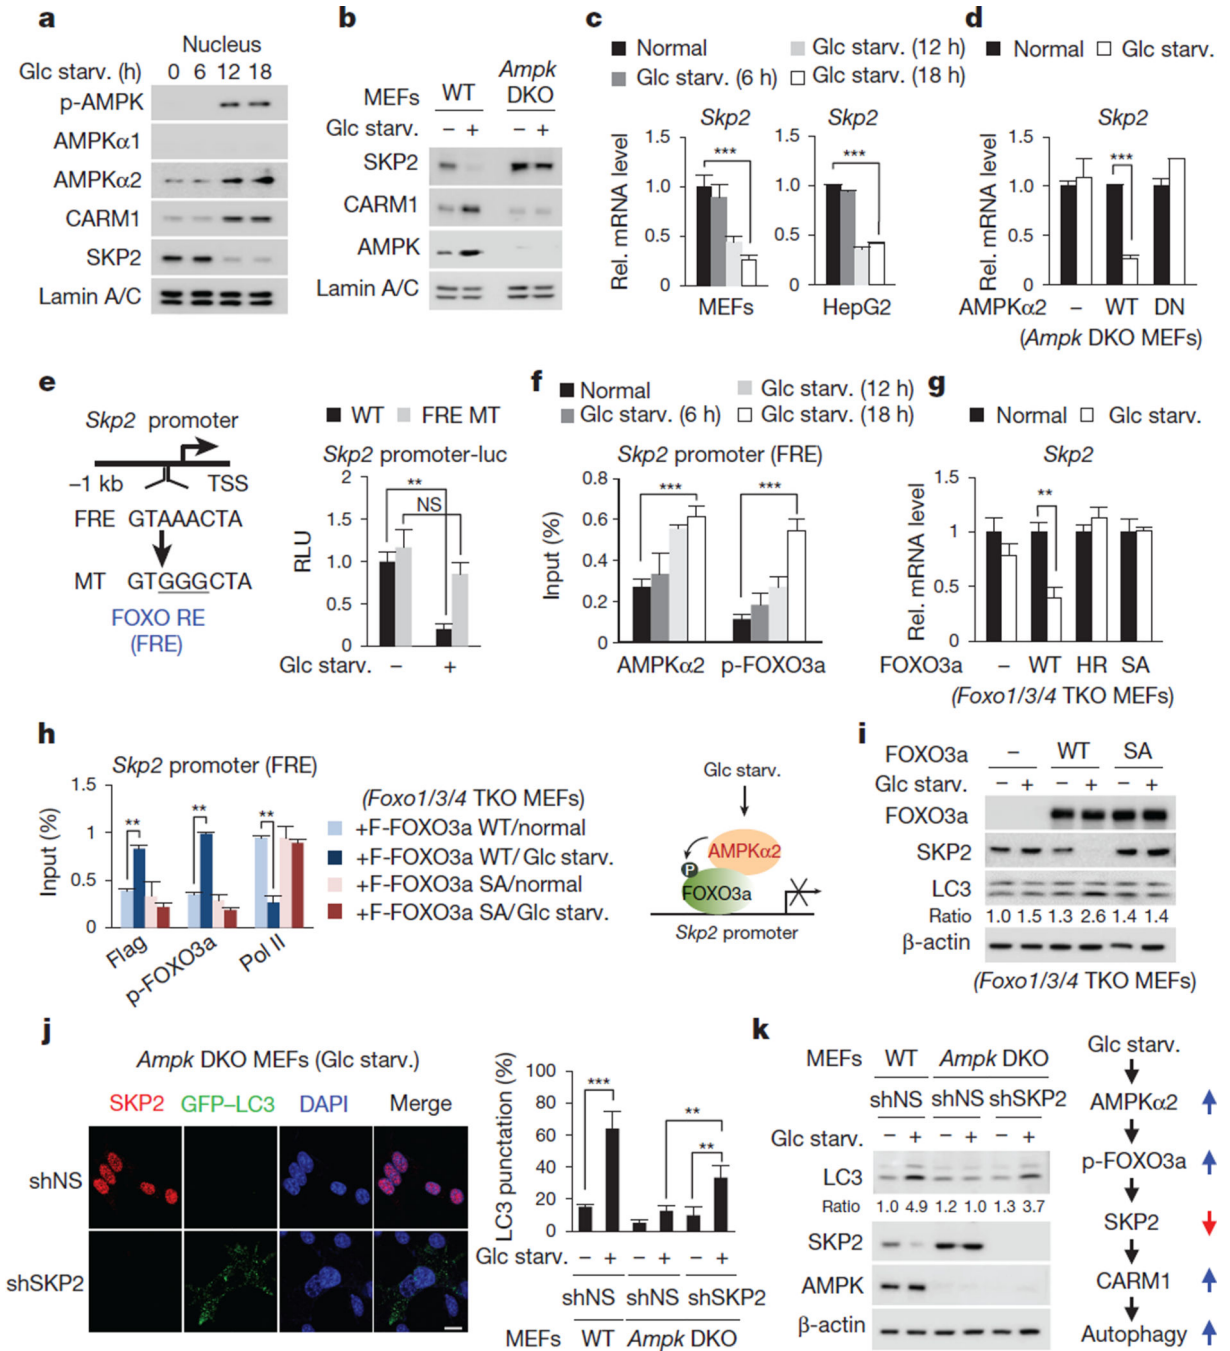 a
Nucleus
Glc starv. (h) 0 6 12 18
p-AMPK
AMPKα1
AMPKα2
CARM1
SKP2
Lamin A/C
b
Ampk
MEFs WT DKO
Glc starv. – + – +
SKP2
CARM1
AMPK
Lamin A/C
c
Normal Glc starv. (12 h)
Glc starv. (6 h) Glc starv. (18 h)
Skp2 Skp2
Rel. mRNA level
1.5 1.5
*** ***
1.0 1.0
0.5 0.5
0 0
MEFs HepG2
d
Normal Glc starv.
Skp2
Rel. mRNA level
1.5
***
1.0
0.5
0
AMPKα2 – WT DN
(Ampk DKO MEFs)
e
Skp2 promoter
–1 kb TSS
FRE GTAAACTA
MT GTGGGCTA
FOXO RE
(FRE)
WT FRE MT
Skp2 promoter-luc
RLU
2
**
NS
1.5
1.0
0.5
0
Glc starv. – +
f
Normal Glc starv. (12 h)
Glc starv. (6 h) Glc starv. (18 h)
Skp2 promoter (FRE)
Input (%)
0.8
*** ***
0.6
0.4
0.2
0
AMPKα2 p-FOXO3a
g
Normal Glc starv.
Skp2
Rel. mRNA level
1.5
**
1
0.5
0
FOXO3a – WT HR SA
(Foxo1/3/4 TKO MEFs)
h
Skp2 promoter (FRE)
Input (%)
1.5
** ** **
1
0.5
0
Flag p-FOXO3a Pol II
(Foxo1/3/4 TKO MEFs)
+F-FOXO3a WT/normal
+F-FOXO3a WT/Glc starv.
+F-FOXO3a SA/normal
+F-FOXO3a SA/Glc starv.
Glc starv.
AMPKα2
P
FOXO3a
Skp2 promoter
i
FOXO3a – WT SA
Glc starv. – + – + – +
FOXO3a
SKP2
LC3
Ratio 1.0 1.5 1.3 2.6 1.4 1.4
β-actin
(Foxo1/3/4 TKO MEFs)
j
Ampk DKO MEFs (Glc starv.)
SKP2 GFP–LC3 DAPI Merge
shNS
shSKP2
LC3 punctation (%)
100
***
80
**
60
**
40
20
0
Glc starv. – + – + – +
shNS shNS shSKP2
MEFs WT Ampk DKO
k
MEFs WT Ampk DKO
shNS shNS shSKP2
Glc starv. – + – + – +
LC3
Ratio 1.0 4.9 1.2 1.0 1.3 3.7
SKP2
AMPK
β-actin
Glc starv.
AMPKα2
p-FOXO3a
SKP2
CARM1
Autophagy